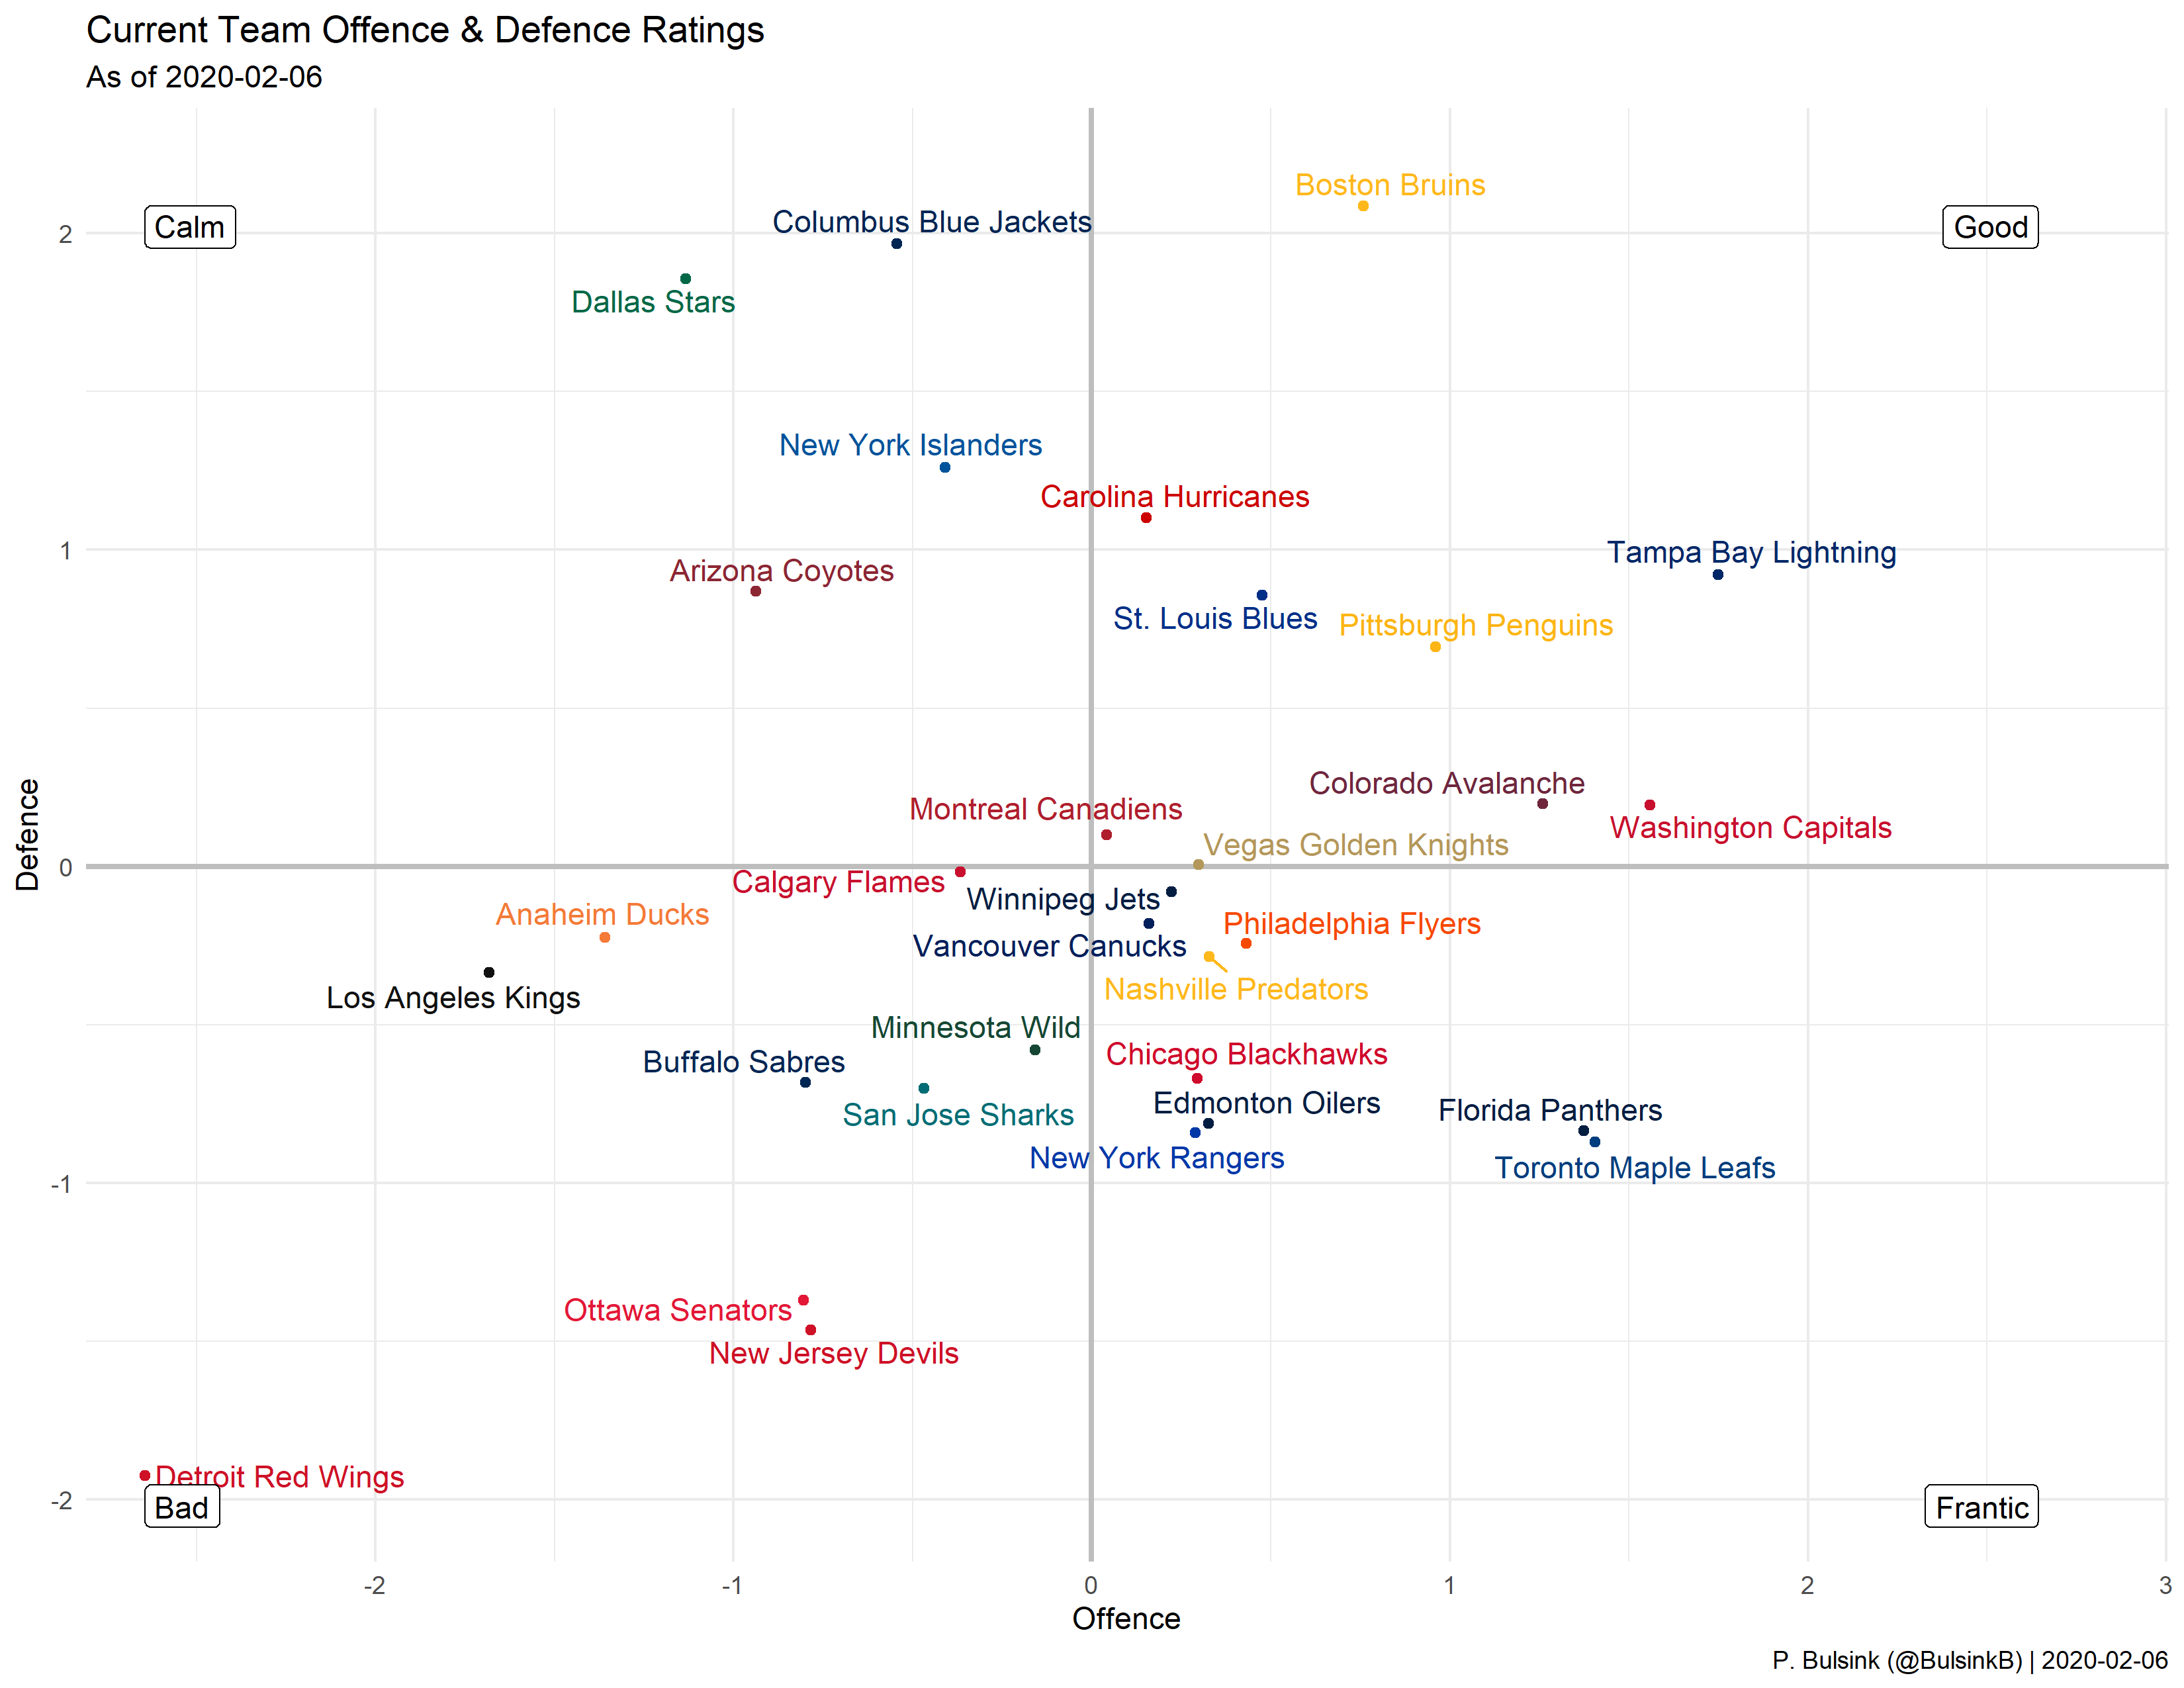 Current Team Offence & Defence Ratings
As of 2020-02-06
Boston Bruins
Columbus Blue Jackets
Calm
Good
2
Dallas Stars
New York Islanders
Carolina Hurricanes
1
Tampa Bay Lightning
Arizona Coyotes
St. Louis Blues
Pittsburgh Penguins
Colorado Avalanche
Montreal Canadiens
Washington Capitals
Vegas Golden Knights
Defence
0
Calgary Flames
Winnipeg Jets
Anaheim Ducks
Philadelphia Flyers
Vancouver Canucks
Nashville Predators
Los Angeles Kings
Minnesota Wild
Chicago Blackhawks
Buffalo Sabres
Edmonton Oilers
Florida Panthers
San Jose Sharks
New York Rangers
Toronto Maple Leafs
-1
Ottawa Senators
New Jersey Devils
Detroit Red Wings
-2
Bad
Frantic
-2
-1
0
1
2
3
Offence
P. Bulsink (@BulsinkB) | 2020-02-06